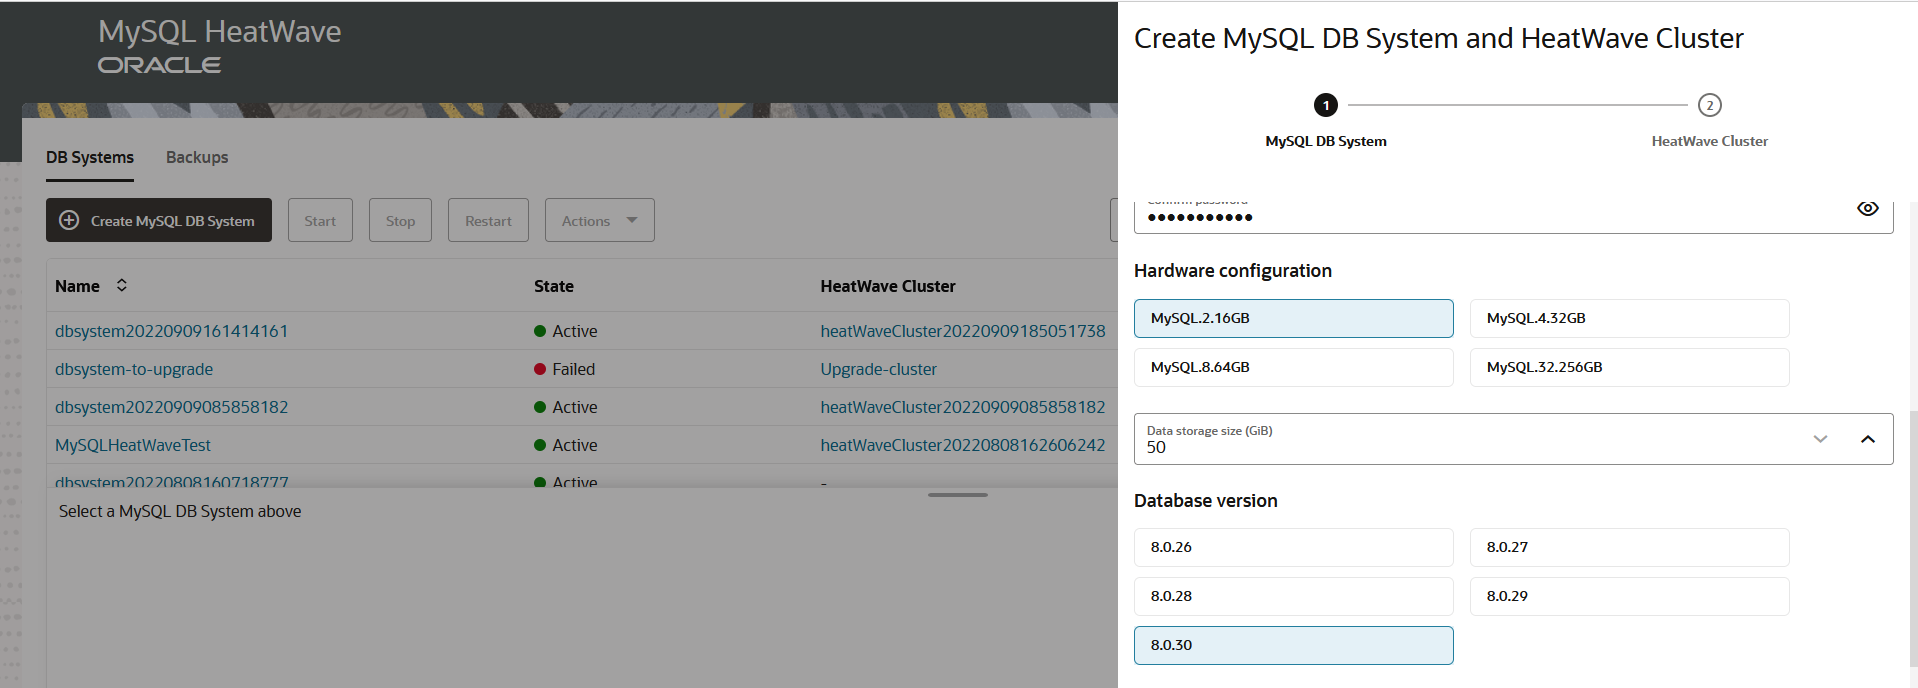 MySQL HeatWave
ORACLE
DB Systems Backups
Create MySQL DB System Start Stop Restart Actions
Name State HeatWave Cluster
dbsystem20220909161414161 Active heatWaveCluster20220909185051738
dbsystem-to-upgrade Failed Upgrade-cluster
dbsystem20220909085858182 Active heatWaveCluster20220909085858182
MySQLHeatWaveTest Active heatWaveCluster20220808162606242
dbsystem20220808160718777 Active -
Select a MySQL DB System above
Create MySQL DB System and HeatWave Cluster
1 2
MySQL DB System HeatWave Cluster
Confirm password
•••••••••••
Hardware configuration
MySQL.2.16GB MySQL.4.32GB
MySQL.8.64GB MySQL.32.256GB
Data storage size (GiB)
50
Database version
8.0.26 8.0.27
8.0.28 8.0.29
8.0.30